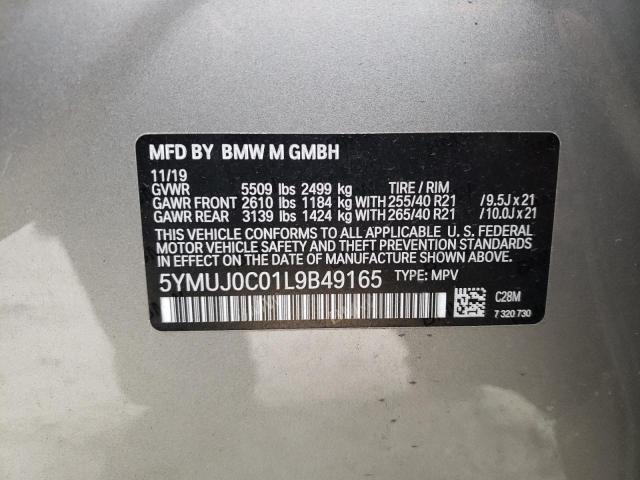 MFD BY BMW M GMBH
11/19
GVWR 5509 lbs 2499 kg TIRE / RIM
GAWR FRONT 2610 lbs 1184 kg WITH 255/40 R21 /9.5J x 21
GAWR REAR 3139 lbs 1424 kg WITH 265/40 R21 /10.0J x 21
THIS VEHICLE CONFORMS TO ALL APPLICABLE U. S. FEDERAL
MOTOR VEHICLE SAFETY AND THEFT PREVENTION STANDARDS
IN EFFECT ON THE DATE OF MANUFACTURE SHOWN ABOVE.
5YMUJ0C01L9B49165 TYPE: MPV
C28M
7 320 730